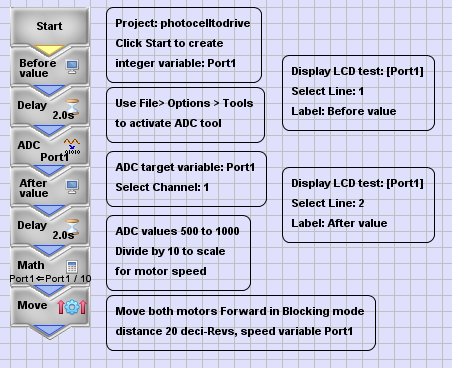 Start
Before
value
Delay
2.0s
ADC
Port1
After
value
Delay
2.0s
Math
Port1⇐Port1 / 10
Move
Project: photocelltodrive
Click Start to create
integer variable: Port1
Use File> Options > Tools
to activate ADC tool
ADC target variable: Port1
Select Channel: 1
ADC values 500 to 1000
Divide by 10 to scale
for motor speed
Move both motors Forward in Blocking mode
distance 20 deci-Revs, speed variable Port1
Display LCD test: [Port1]
Select Line: 1
Label: Before value
Display LCD test: [Port1]
Select Line: 2
Label: After value